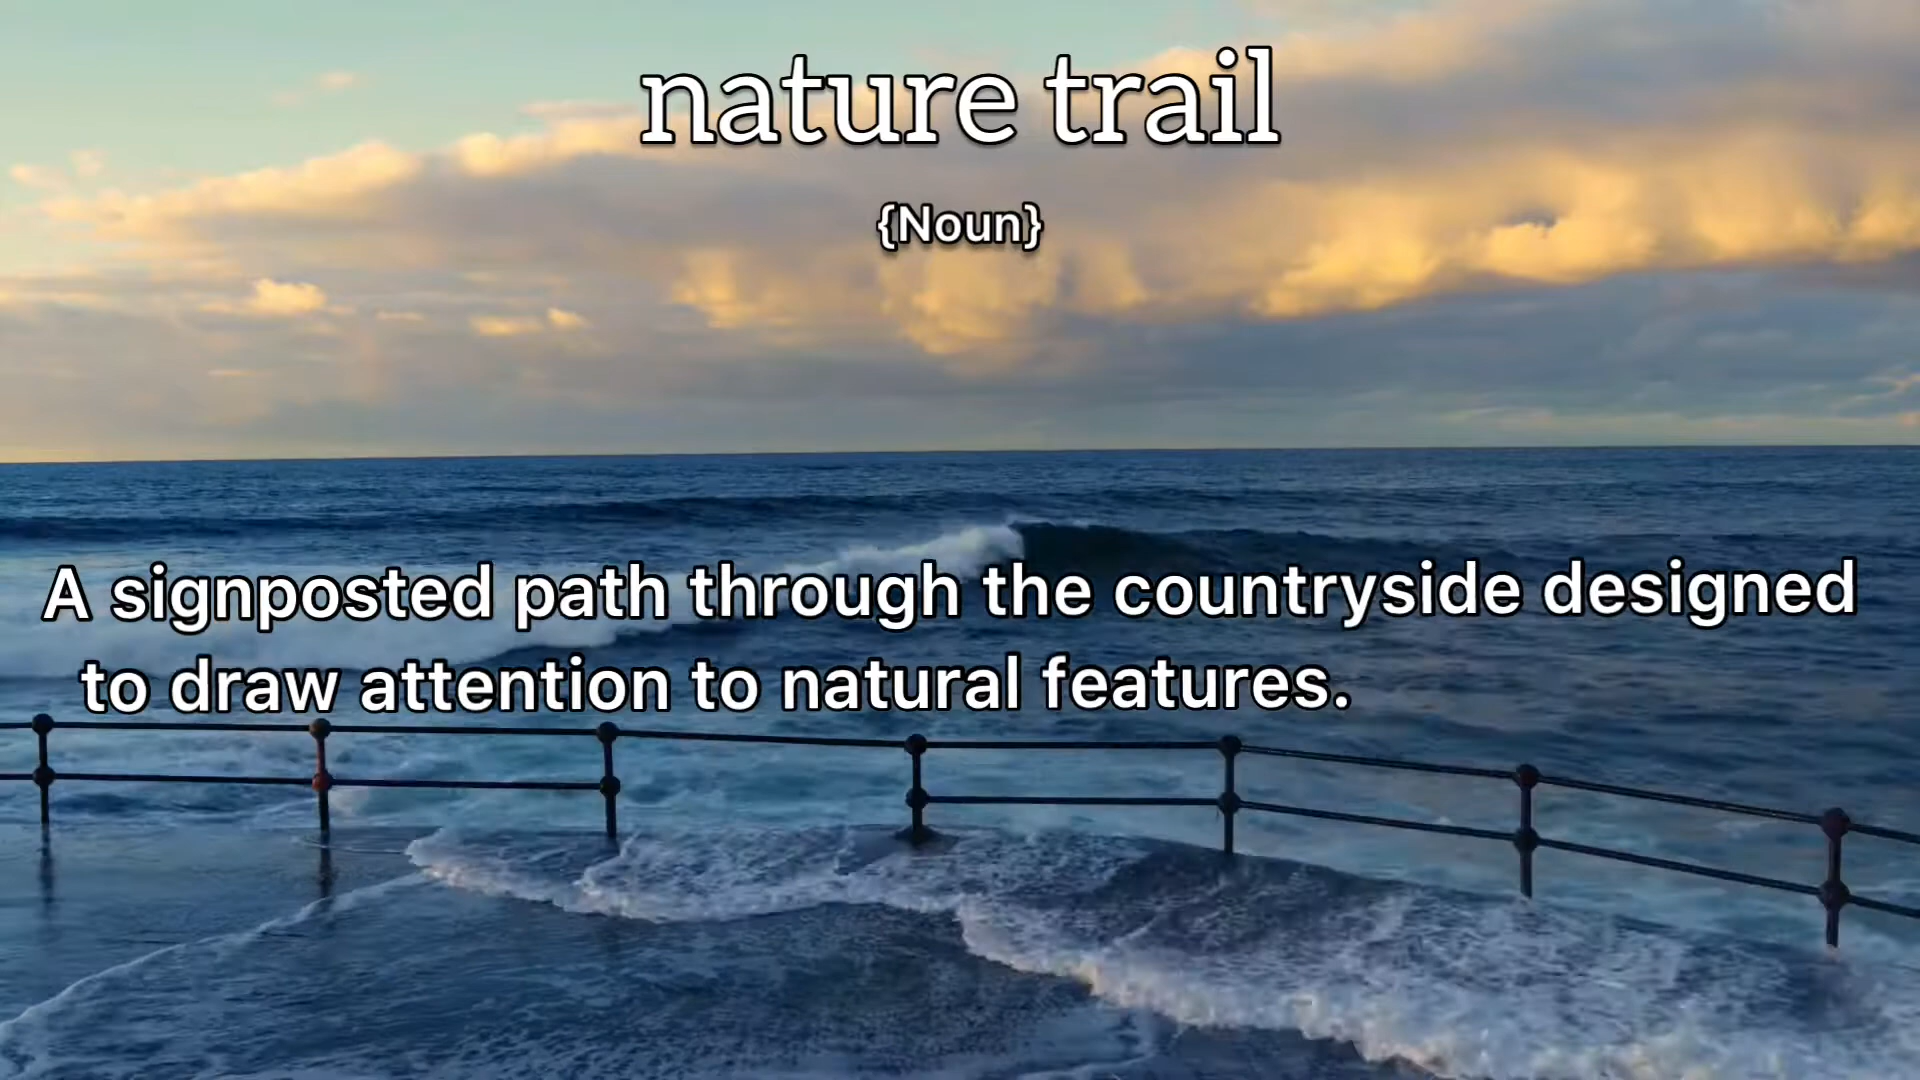 nature trail
{Noun}
A signposted path through the countryside designed
to draw attention to natural features.